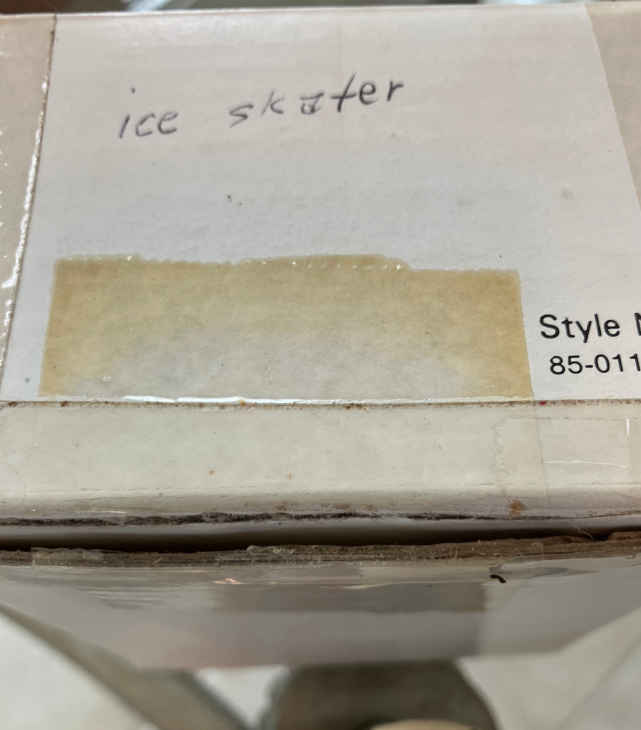 ice skater
Style
85-011